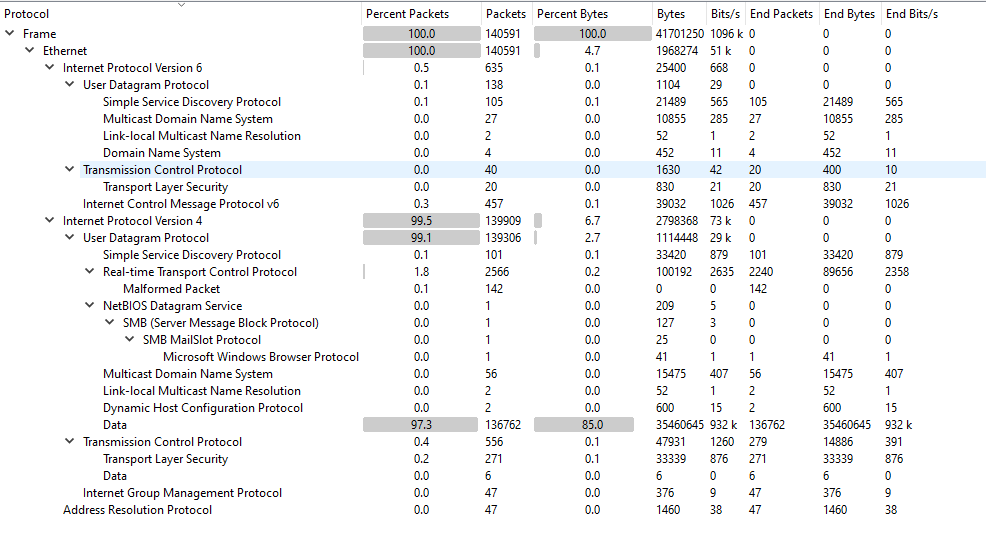 Protocol Percent Packets Packets Percent Bytes Bytes Bits/s End Packets End Bytes End Bits/s
Frame 100.0 140591 100.0 41701250 1096 k 0 0 0
Ethernet 100.0 140591 4.7 1968274 51 k 0 0 0
Internet Protocol Version 6 0.5 635 0.1 25400 668 0 0 0
User Datagram Protocol 0.1 138 0.0 1104 29 0 0 0
Simple Service Discovery Protocol 0.1 105 0.1 21489 565 105 21489 565
Multicast Domain Name System 0.0 27 0.0 10855 285 27 10855 285
Link-local Multicast Name Resolution 0.0 2 0.0 52 1 2 52 1
Domain Name System 0.0 4 0.0 452 11 4 452 11
Transmission Control Protocol 0.0 40 0.0 1630 42 20 400 10
Transport Layer Security 0.0 20 0.0 830 21 20 830 21
Internet Control Message Protocol v6 0.3 457 0.1 39032 1026 457 39032 1026
Internet Protocol Version 4 99.5 139909 6.7 2798368 73 k 0 0 0
User Datagram Protocol 99.1 139306 2.7 1114448 29 k 0 0 0
Simple Service Discovery Protocol 0.1 101 0.1 33420 879 101 33420 879
Real-time Transport Control Protocol 1.8 2566 0.2 100192 2635 2240 89656 2358
Malformed Packet 0.1 142 0.0 0 0 142 0 0
NetBIOS Datagram Service 0.0 1 0.0 209 5 0 0 0
SMB (Server Message Block Protocol) 0.0 1 0.0 127 3 0 0 0
SMB MailSlot Protocol 0.0 1 0.0 25 0 0 0 0
Microsoft Windows Browser Protocol 0.0 1 0.0 41 1 1 41 1
Multicast Domain Name System 0.0 56 0.0 15475 407 56 15475 407
Link-local Multicast Name Resolution 0.0 2 0.0 52 1 2 52 1
Dynamic Host Configuration Protocol 0.0 2 0.0 600 15 2 600 15
Data 97.3 136762 85.0 35460645 932 k 136762 35460645 932 k
Transmission Control Protocol 0.4 556 0.1 47931 1260 279 14886 391
Transport Layer Security 0.2 271 0.1 33339 876 271 33339 876
Data 0.0 6 0.0 6 0 6 6 0
Internet Group Management Protocol 0.0 47 0.0 376 9 47 376 9
Address Resolution Protocol 0.0 47 0.0 1460 38 47 1460 38